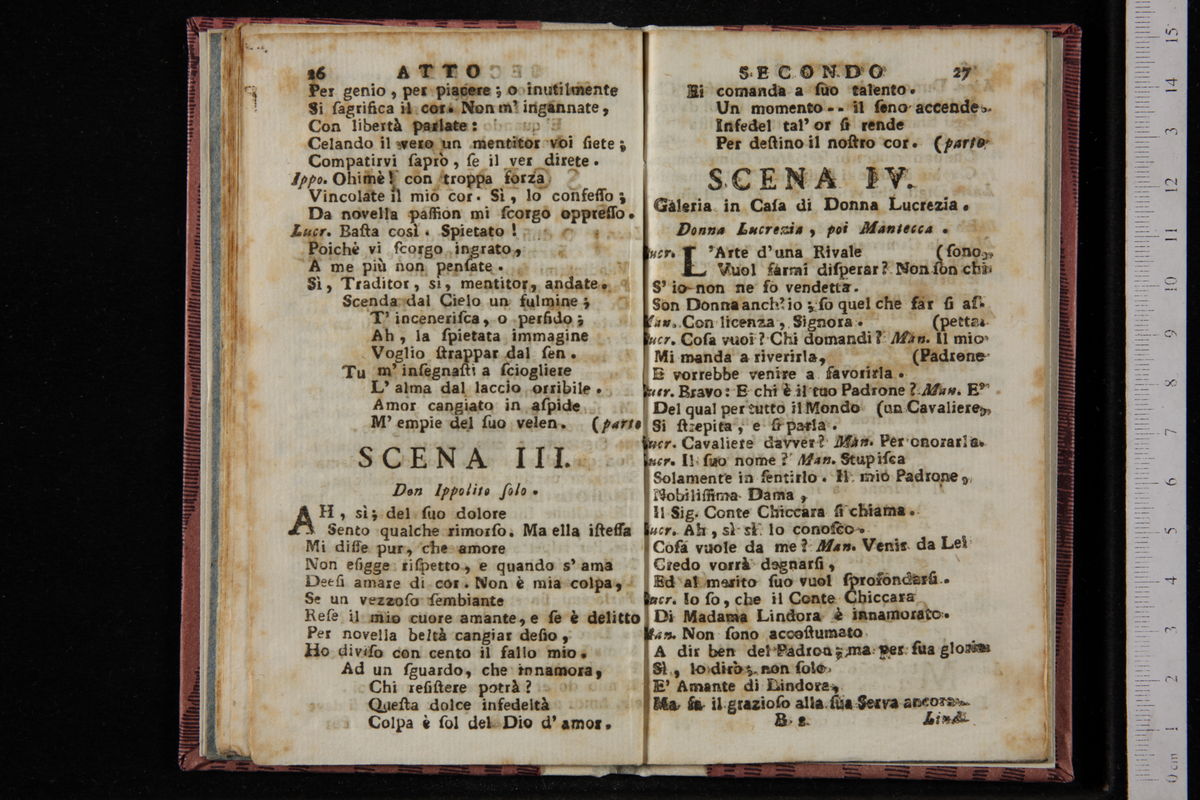 26 ATTO
Per genio, per piacere; o inutilmente
Si ſagrifica il cor. Non m' ingannate,
Con libertà parlate:
Celando il vero un mentitor voi ſiete;
Compatirvi ſaprò, ſe il ver direte.
Ippo. Ohimè! con troppa forza
Vincolate il mio cor. Sì, lo confeſſo;
Da novella paſſion mi ſcorgo oppreſſo.
Lucr. Baſta così. Spietato!
Poichè vi ſcorgo ingrato,
A me più non penſate.
Sì, Traditor, sì, mentitor, andate.
Scenda dal Cielo un fulmine;
T' inceneriſca, o perfido;
Ah, la ſpietata immagine
Voglio ſtrappar dal ſen.
Tu m' inſegnaſti a ſciogliere
L' alma dal laccio orribile.
Amor cangiato in aſpide
M' empie del ſuo velen. (parte
SCENA III.
Don Ippolito ſolo.
AH, sì; del ſuo dolore
Sento qualche rimorſo. Ma ella iſteſſa
Mi diſſe pur, che amore
Non eſigge riſpetto, e quando s' ama
Deeſi amare di cor. Non è mia colpa,
Se un vezzoſo ſembiante
Reſe il mio cuore amante, e ſe è delitto
Per novella beltà cangiar deſio,
Ho diviſo con cento il fallo mio.
Ad un ſguardo, che innamora,
Chi reſiſtere potrà?
Queſta dolce infedeltà
Colpa è ſol del Dio d' amor.
SECONDO 27
Ei comanda a ſuo talento.
Un momento -- il ſeno accende,
Infedel tal' or ſi rende
Per deſtino il noſtro cor. (parte
SCENA IV.
Galeria in Caſa di Donna Lucrezia.
Donna Lucrezia, poi Mantecca.
Lucr. L'Arte d'una Rivale (ſono,
Vuol farmi diſperar? Non ſon chi
S' io non ne fo vendetta.
Son Donna anch' io; ſo quel che far ſi aſ-
Man. Con licenza, Signora. (petta.
Lucr. Coſa vuoi? Chi domandi? Man. Il mio
Mi manda a riverirla, (Padrone
E vorrebbe venire a favorirla.
Lucr. Bravo: E chi è il tuo Padrone? Man. E'
Del qual per tutto il Mondo (un Cavaliere,
Si ſtrepita, e ſi parla.
Lucr. Cavaliere davver? Man. Per onorarla.
Lucr. Il ſuo nome? Man. Stupiſca
Solamente in ſentirlo. Il mio Padrone,
Nobiliſſima Dama,
Il Sig. Conte Chiccara ſi chiama.
Lucr. Ah, sì sì lo conoſco.
Coſa vuole da me? Man. Venir da Lei
Credo vorrà degnarſi,
Ed al merito ſuo vuol ſprofondarſi.
Lucr. Io ſo, che il Conte Chiccara
Di Madama Lindora è innamorato.
Man. Non ſono accoſtumato
A dir ben del Padron; ma per ſua gloria
Sì, lo dirò; non ſolo
E' Amante di Lindora,
Ma fa il grazioſo alla ſua Serva ancora.
B 2 Lind.